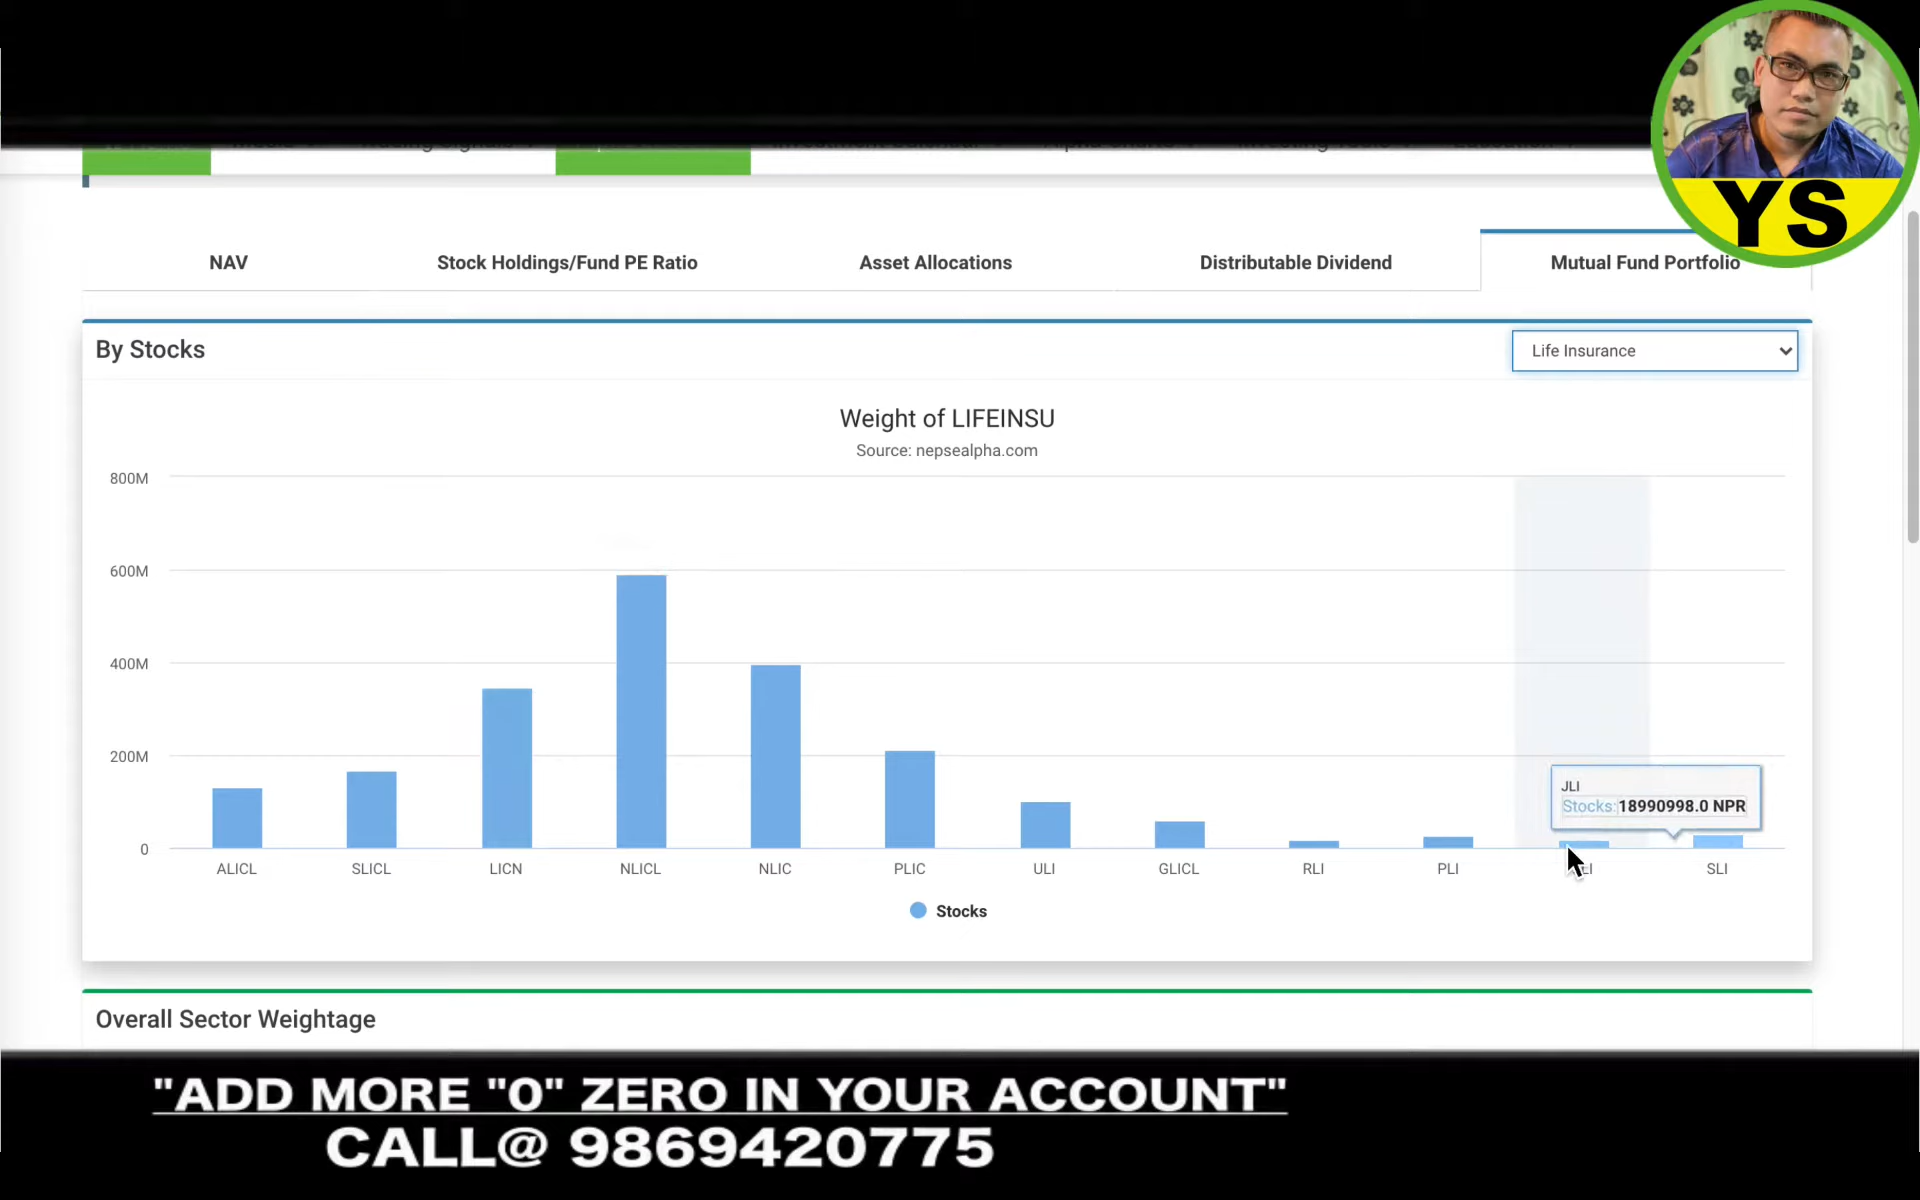 YS
NAV
Stock Holdings/Fund PE Ratio
Asset Allocations
Distributable Dividend
Mutual Fund Portfolio
By Stocks
Life Insurance
Weight of LIFEINSU
Source: nepsealpha.com
800M
600M
400M
200M
0
JLI
Stocks: 18990998.0 NPR
ALICL
SLICL
LICN
NLICL
NLIC
PLIC
ULI
GLICL
RLI
PLI
SLI
Stocks
Overall Sector Weightage
"ADD MORE "0" ZERO IN YOUR ACCOUNT"
CALL@ 9869420775